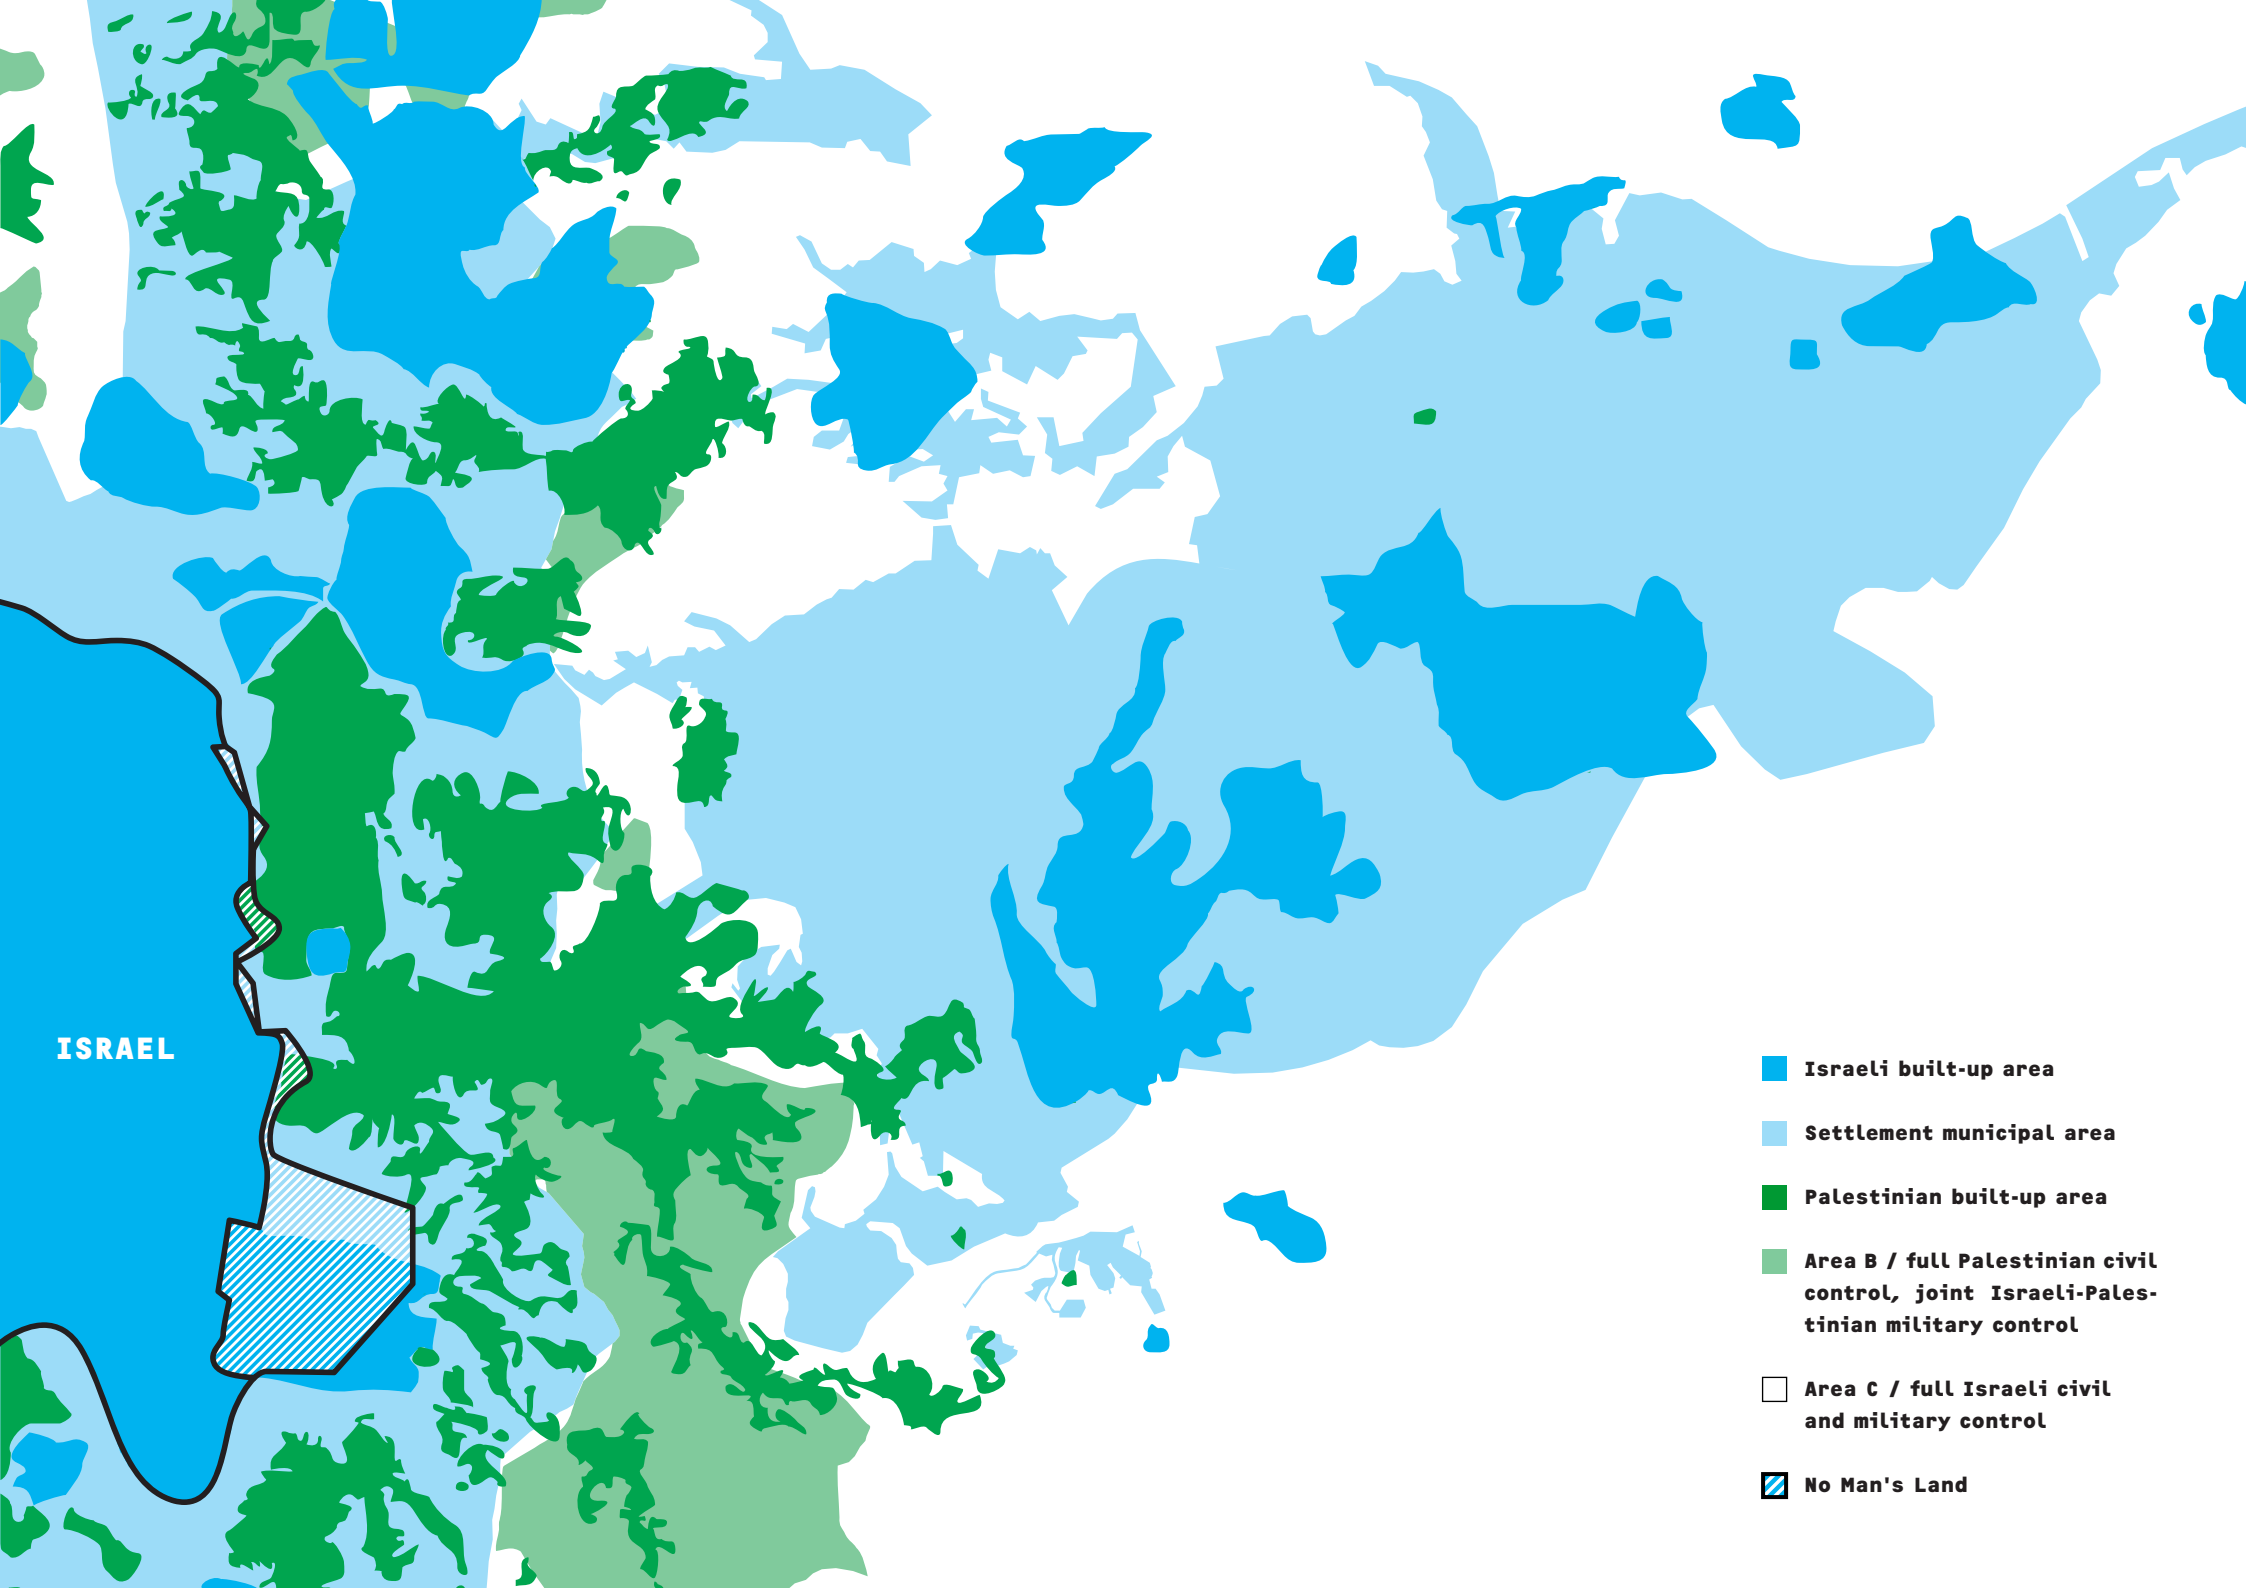 ISRAEL
Israeli built-up area
Settlement municipal area
Palestinian built-up area
Area B / full Palestinian civil
control, joint Israeli-Pales-
tinian military control
Area C / full Israeli civil
and military control
No Man's Land